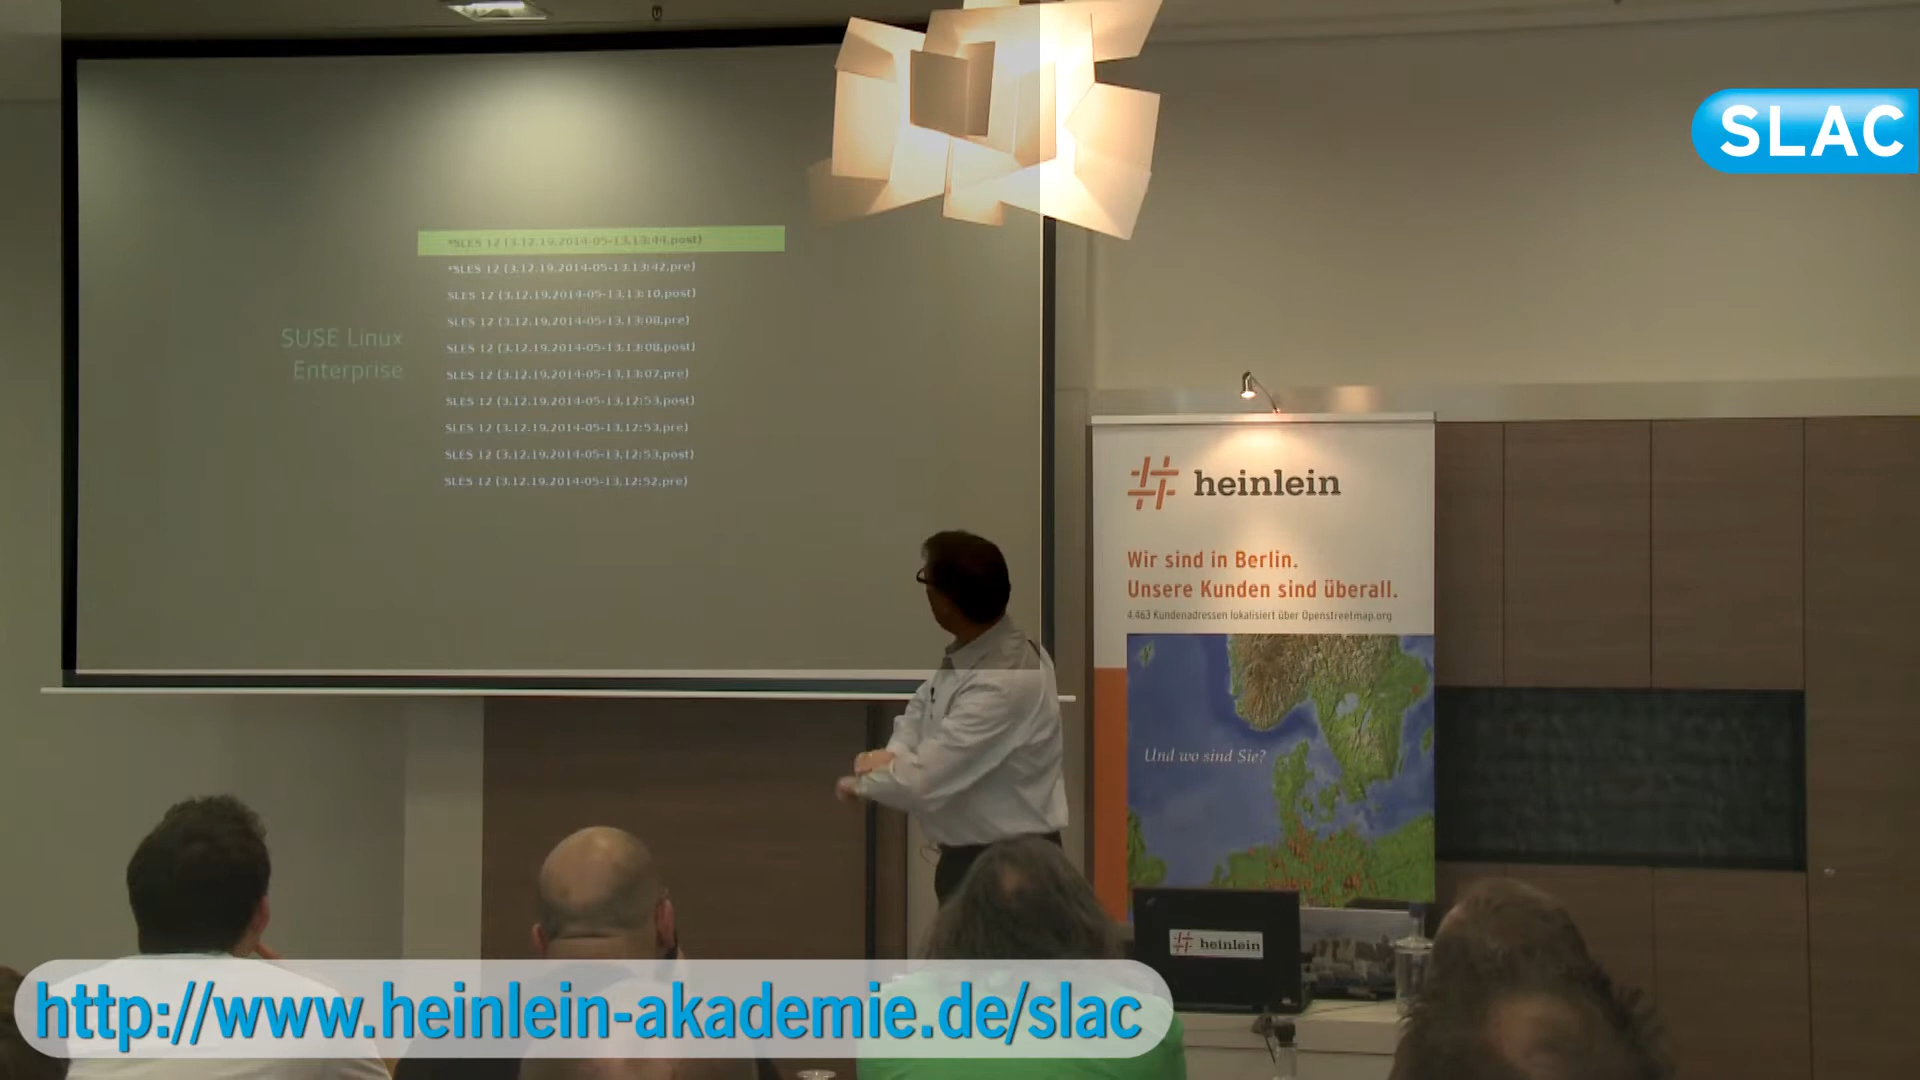 SLAC
*SLES 12 (3.12.19,2014-05-13,13:44,post)
*SLES 12 (3.12.19,2014-05-13,13:42,pre)
SLES 12 (3.12.19,2014-05-13,13:10,post)
SLES 12 (3.12.19,2014-05-13,13:08,pre)
SLES 12 (3.12.19,2014-05-13,13:08,post)
SLES 12 (3.12.19,2014-05-13,13:07,pre)
SLES 12 (3.12.19,2014-05-13,12:53,post)
SLES 12 (3.12.19,2014-05-13,12:53,pre)
SLES 12 (3.12.19,2014-05-13,12:53,post)
SLES 12 (3.12.19,2014-05-13,12:52,pre)
SUSE Linux
Enterprise
heinlein
Wir sind in Berlin.
Unsere Kunden sind überall.
4.463 Kundenadressen lokalisiert über Openstreetmap.org
Und wo sind Sie?
heinlein
http://www.heinlein-akademie.de/slac